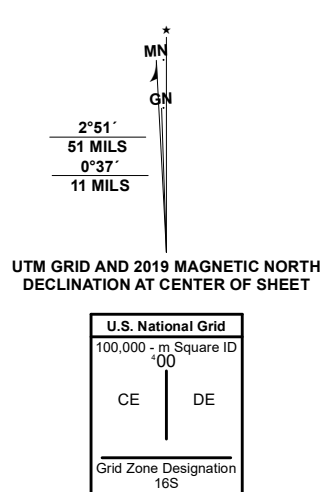 ★
MN
GN
2°51´
51 MILS
0°37´
11 MILS
UTM GRID AND 2019 MAGNETIC NORTH
DECLINATION AT CENTER OF SHEET
U.S. National Grid
100,000 - m Square ID
⁴00
CE DE
Grid Zone Designation
16S